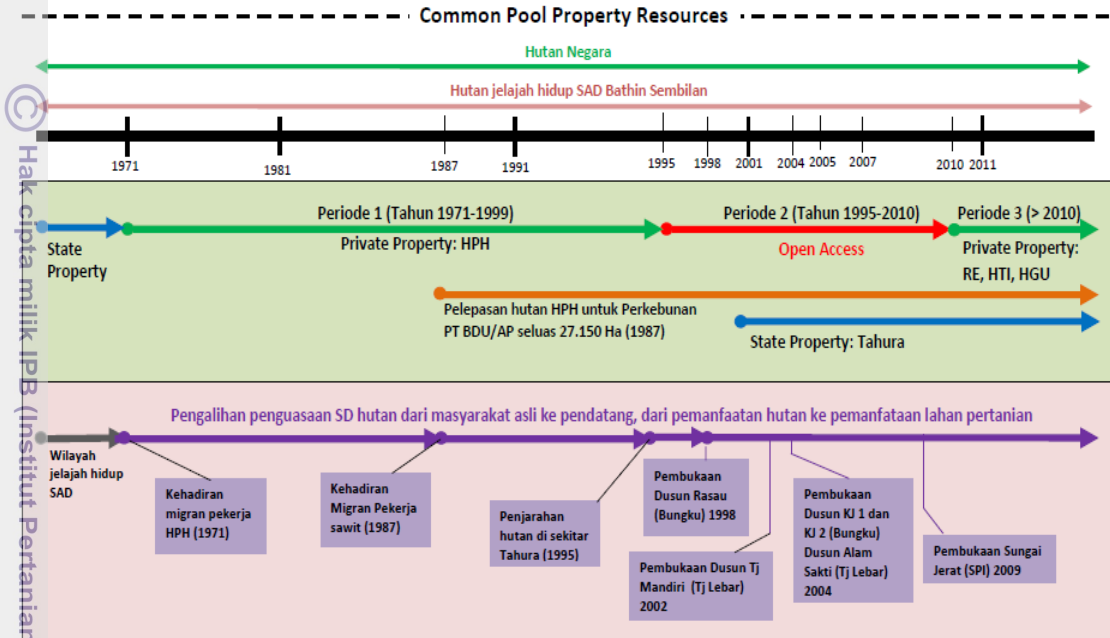 Common Pool Property Resources
Hutan Negara
Hutan jelajah hidup SAD Bathin Sembilan
1971
1981
1987
1991
1995
1998
2001
2004
2005
2007
2010
2011
Periode 1 (Tahun 1971-1999)
Private Property: HPH
Periode 2 (Tahun 1995-2010)
Open Access
Periode 3 (> 2010)
Private Property:
RE, HTI, HGU
State
Property
Pelepasan hutan HPH untuk Perkebunan
PT BDU/AP seluas 27.150 Ha (1987)
State Property: Tahura
Pengalihan penguasaan SD hutan dari masyarakat asli ke pendatang, dari pemanfaatan hutan ke pemanfataan lahan pertanian
Wilayah
jelajah hidup
SAD
Kehadiran
migran pekerja
HPH (1971)
Kehadiran
Migran Pekerja
sawit (1987)
Penjarahan
hutan di sekitar
Tahura (1995)
Pembukaan
Dusun Rasau
(Bungku) 1998
Pembukaan Dusun Tj
Mandiri (Tj Lebar)
2002
Pembukaan
Dusun KJ 1 dan
KJ 2 (Bungku)
Dusun Alam
Sakti (Tj Lebar)
2004
Pembukaan Sungai
Jerat (SPI) 2009
© Hak cipta milik IPB (Institut Pertanian